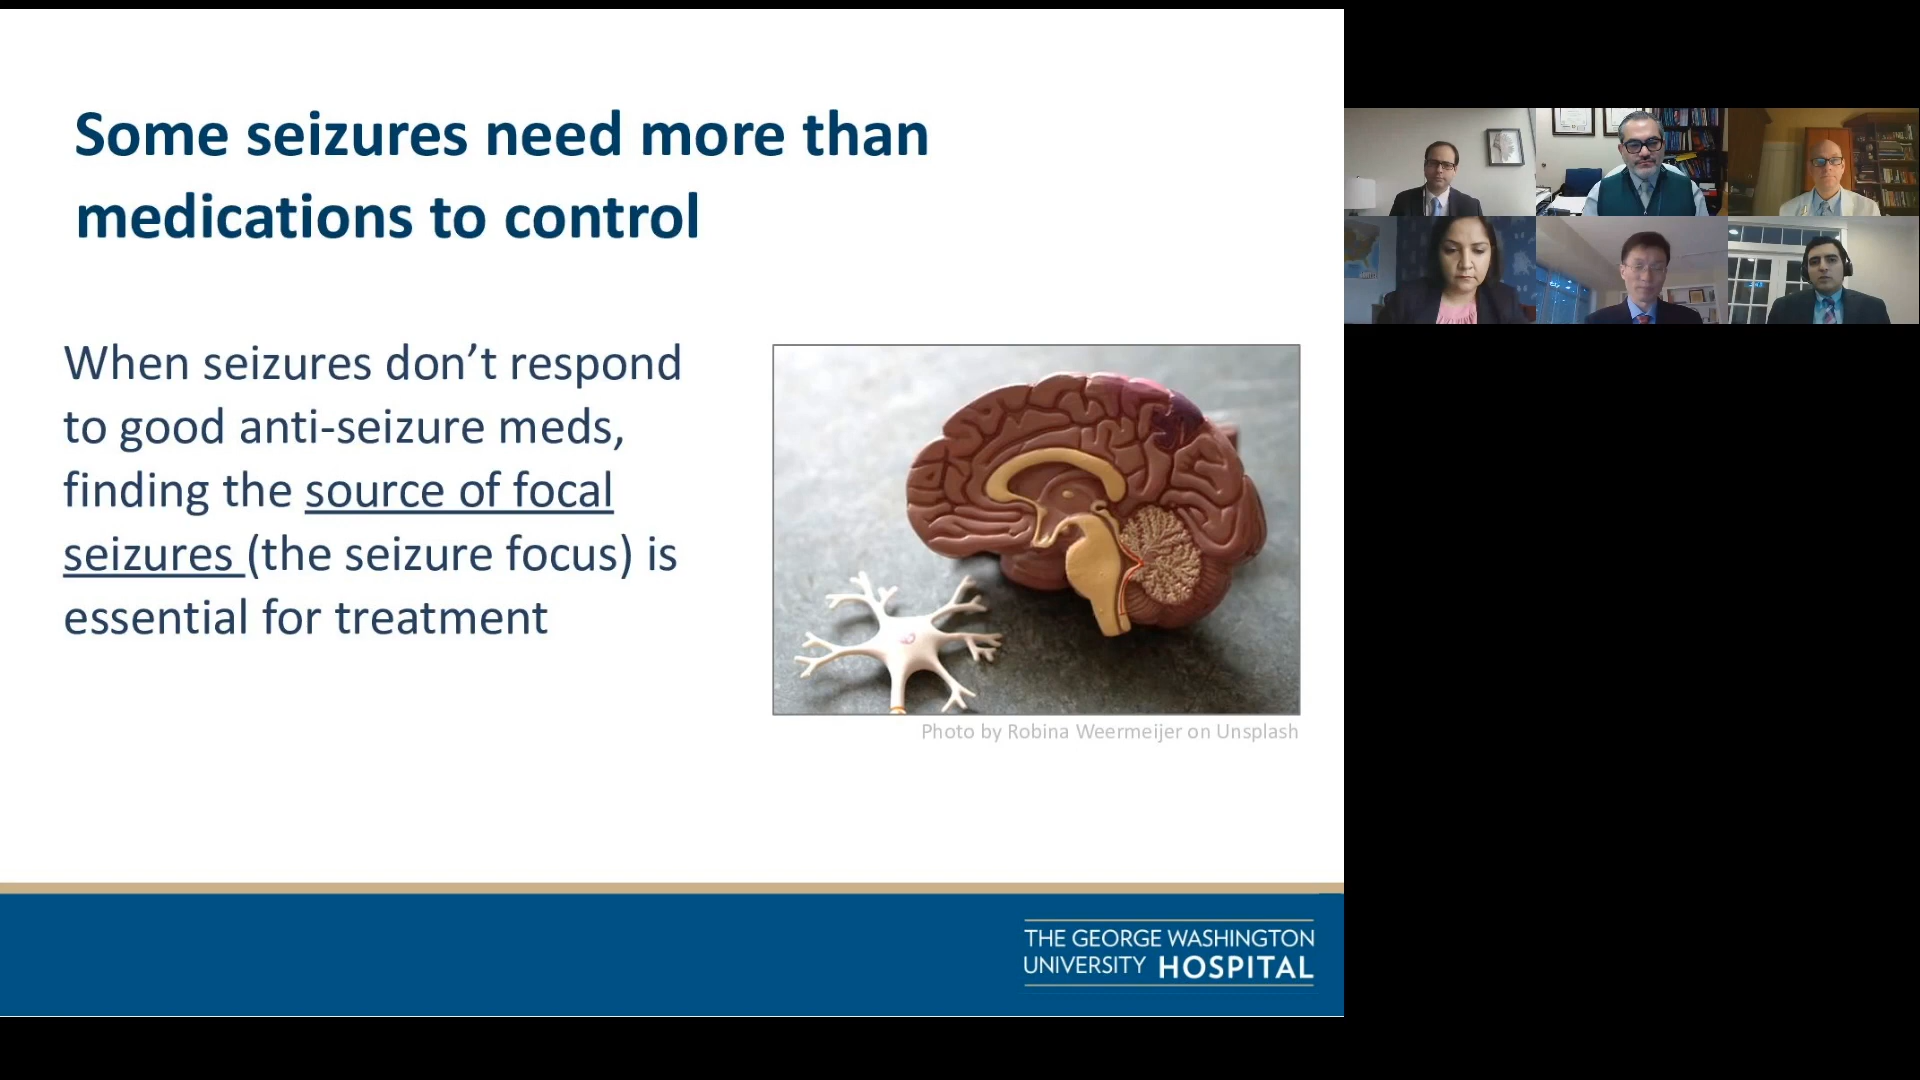 Some seizures need more than
medications to control
When seizures don’t respond
to good anti-seizure meds,
finding the source of focal
seizures (the seizure focus) is
essential for treatment
Photo by Robina Weermeijer on Unsplash
THE GEORGE WASHINGTON
UNIVERSITY HOSPITAL